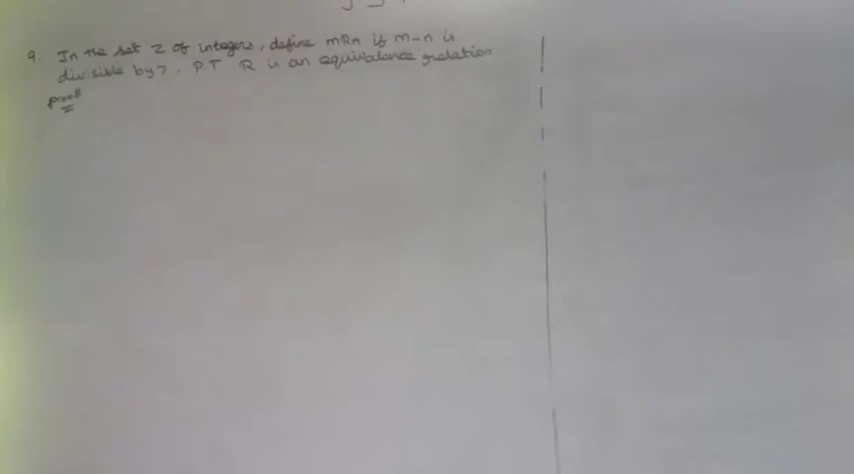 9. In the set Z of integers, define mRn if m-n is
divisible by 7. P.T R is an equivalence relation
Proof